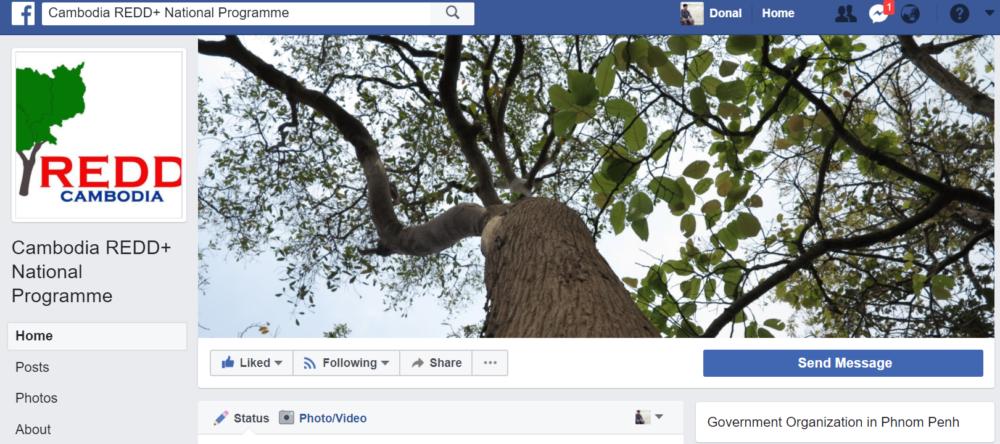 Cambodia REDD+ National Programme
Donal
Home
1
?
REDD
CAMBODIA
Cambodia REDD+
National
Programme
Home
Posts
Photos
About
Liked
Following
Share
Send Message
Status
Photo/Video
Government Organization in Phnom Penh